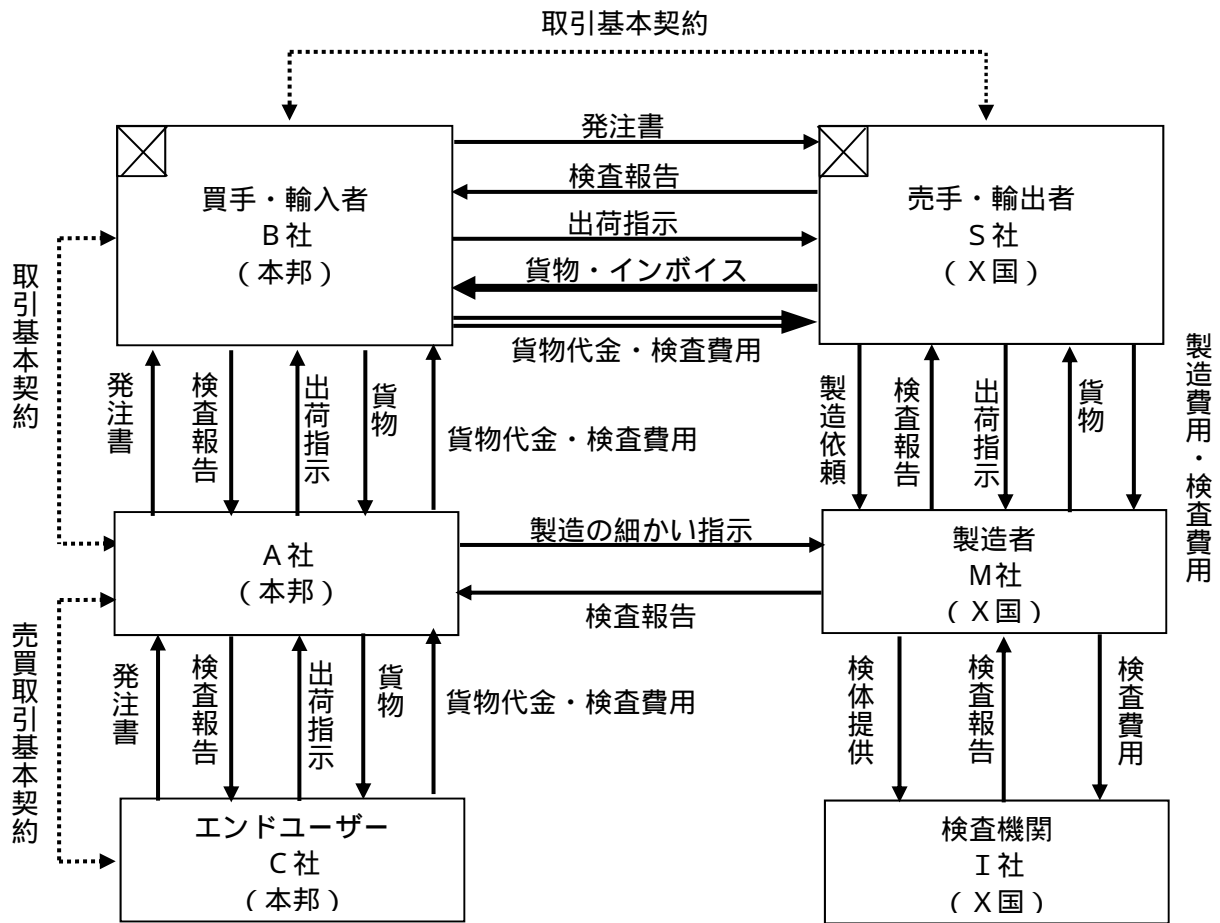 取引基本契約
発注書
買手・輸入者
B社
(本邦)
検査報告
売手・輸出者
S社
(X国)
出荷指示
貨物・インボイス
貨物代金・検査費用
取引基本契約
発注書
検査報告
出荷指示
貨物
貨物代金・検査費用
製造依頼
検査報告
出荷指示
貨物
製造費用・検査費用
A社
(本邦)
製造の細かい指示
検査報告
製造者
M社
(X国)
売買取引基本契約
発注書
検査報告
出荷指示
貨物
貨物代金・検査費用
検体提供
検査報告
検査費用
エンドユーザー
C社
(本邦)
検査機関
I社
(X国)